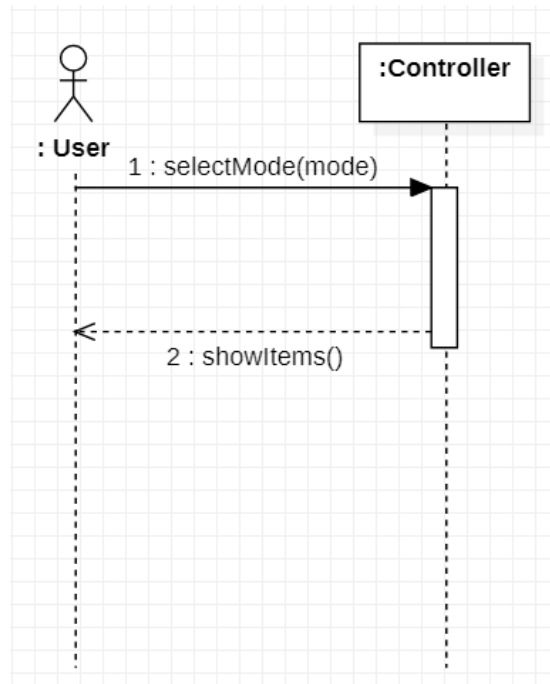 :Controller
: User
1 : selectMode(mode)
2 : showItems()